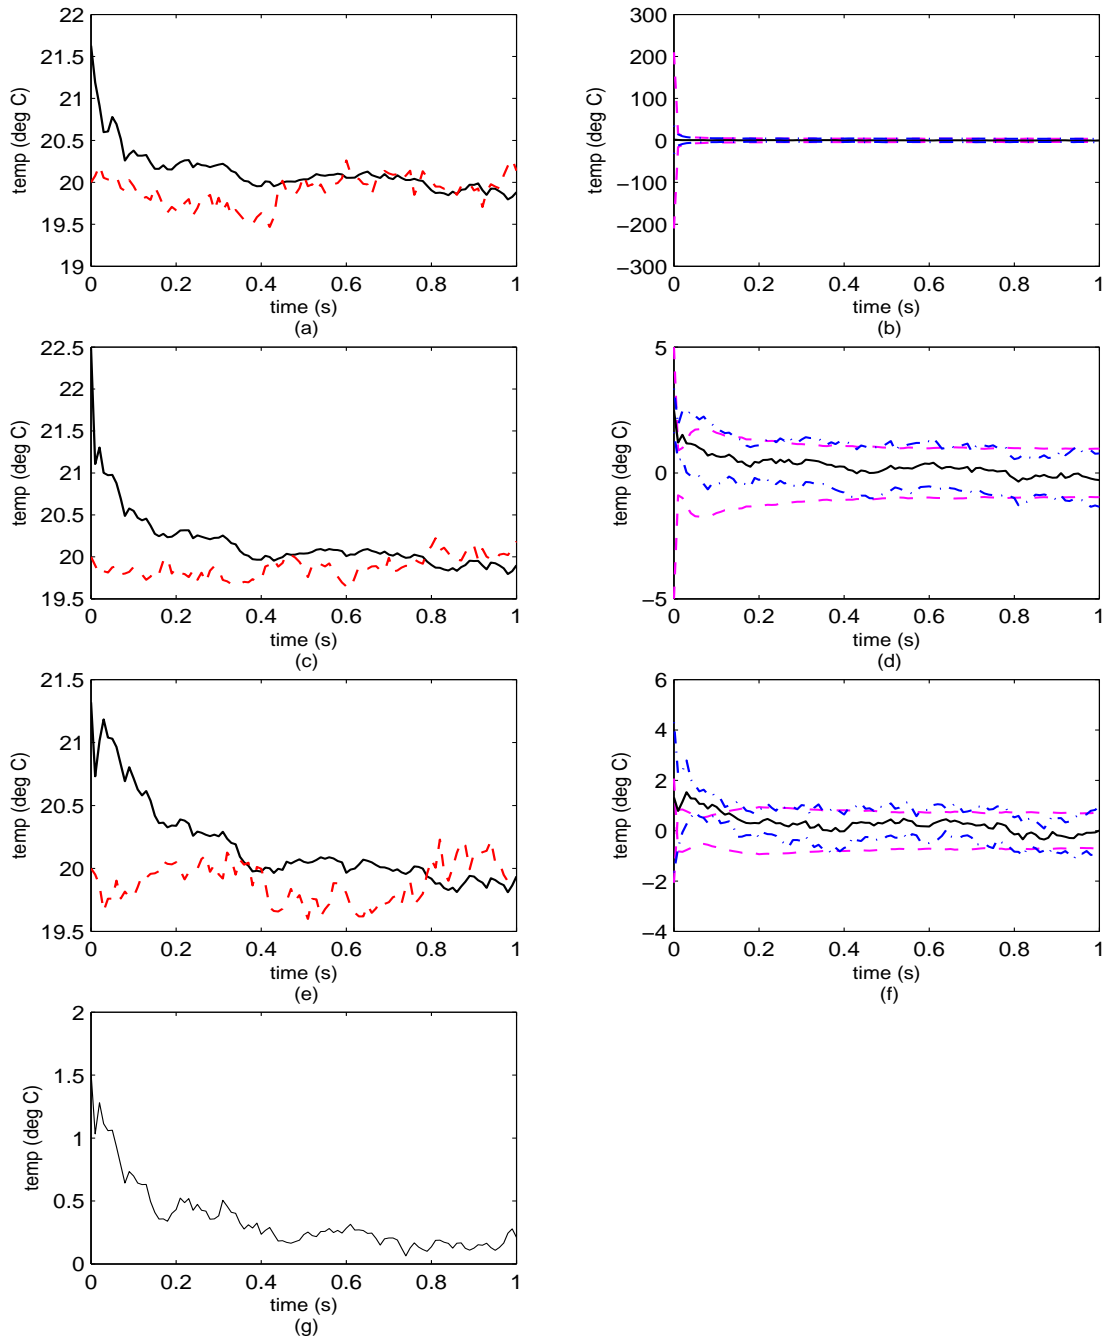 22
21.5
21
20.5
20
19.5
19
temp (deg C)
0 0.2 0.4 0.6 0.8 1
time (s)
(a)
300
200
100
0
−100
−200
−300
temp (deg C)
0 0.2 0.4 0.6 0.8 1
time (s)
(b)
22.5
22
21.5
21
20.5
20
19.5
temp (deg C)
0 0.2 0.4 0.6 0.8 1
time (s)
(c)
5
0
−5
temp (deg C)
0 0.2 0.4 0.6 0.8 1
time (s)
(d)
21.5
21
20.5
20
19.5
temp (deg C)
0 0.2 0.4 0.6 0.8 1
time (s)
(e)
6
4
2
0
−2
−4
temp (deg C)
0 0.2 0.4 0.6 0.8 1
time (s)
(f)
2
1.5
1
0.5
0
temp (deg C)
0 0.2 0.4 0.6 0.8 1
time (s)
(g)